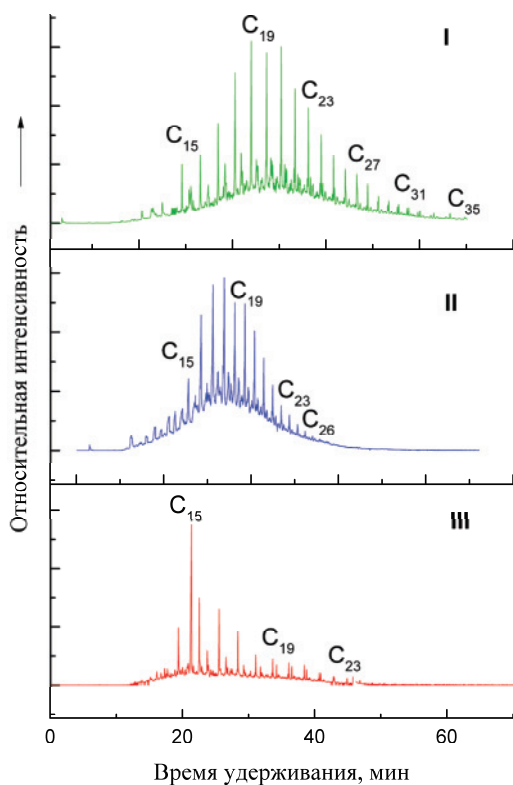 Относительная интенсивность
I
C₁₅
C₁₉
C₂₃
C₂₇
C₃₁
C₃₅
II
C₁₅
C₁₉
C₂₃
C₂₆
III
C₁₅
C₁₉
C₂₃
0 20 40 60
Время удерживания, мин